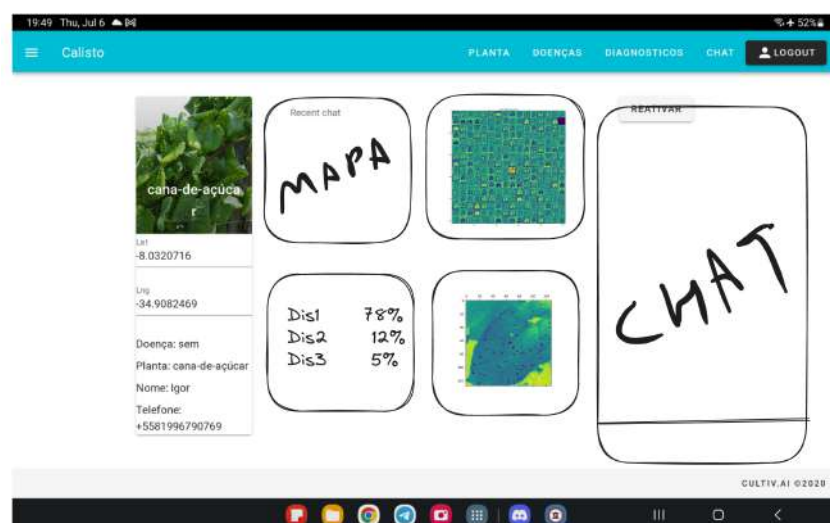 19:49 Thu, Jul 6
52%
Calisto
PLANTA DOENÇAS DIAGNOSTICOS CHAT LOGOUT
cana-de-açúca
r
Lat
-8.0320716
Lng
-34.9082469
Doença: sem
Planta: cana-de-açúcar
Nome: Igor
Telefone:
+5581996790769
Recent chat
MAPA
Dis1 78%
Dis2 12%
Dis3 5%
REATIVAR
CHAT
CULTIV.AI ©2020